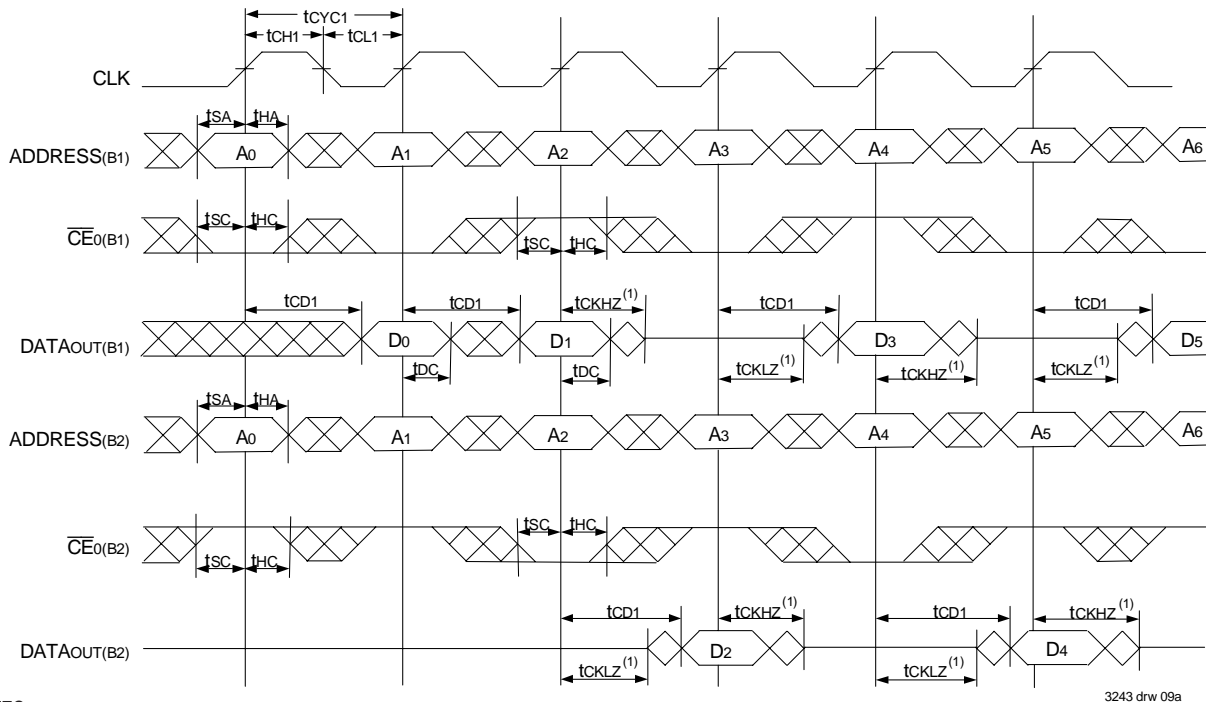 tCYC1
tCH1 tCL1
CLK
tSA tHA
ADDRESS(B1) A0 A1 A2 A3 A4 A5 A6
tSC tHC
CE0(B1)
tSC tHC
tCD1 tCD1 tCKHZ(1) tCD1 tCD1
DATAOUT(B1) D0 D1 D3 D5
tDC tDC tCKLZ(1) tCKHZ(1) tCKLZ(1)
tSA tHA
ADDRESS(B2) A0 A1 A2 A3 A4 A5 A6
tSC tHC
CE0(B2)
tSC tHC
tCD1 tCKHZ(1) tCD1 tCKHZ(1)
DATAOUT(B2) D2 D4
tCKLZ(1) tCKLZ(1)
3243 drw 09a